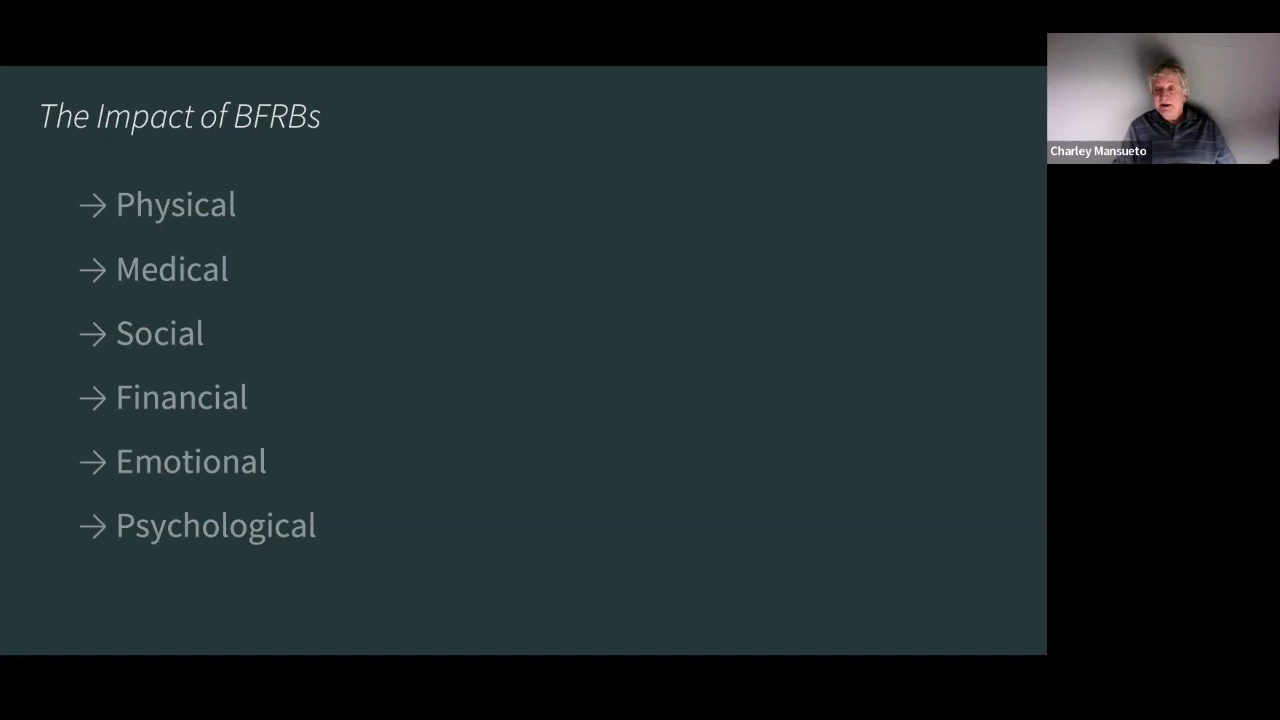 The Impact of BFRBs
→ Physical
→ Medical
→ Social
→ Financial
→ Emotional
→ Psychological
Charley Mansueto